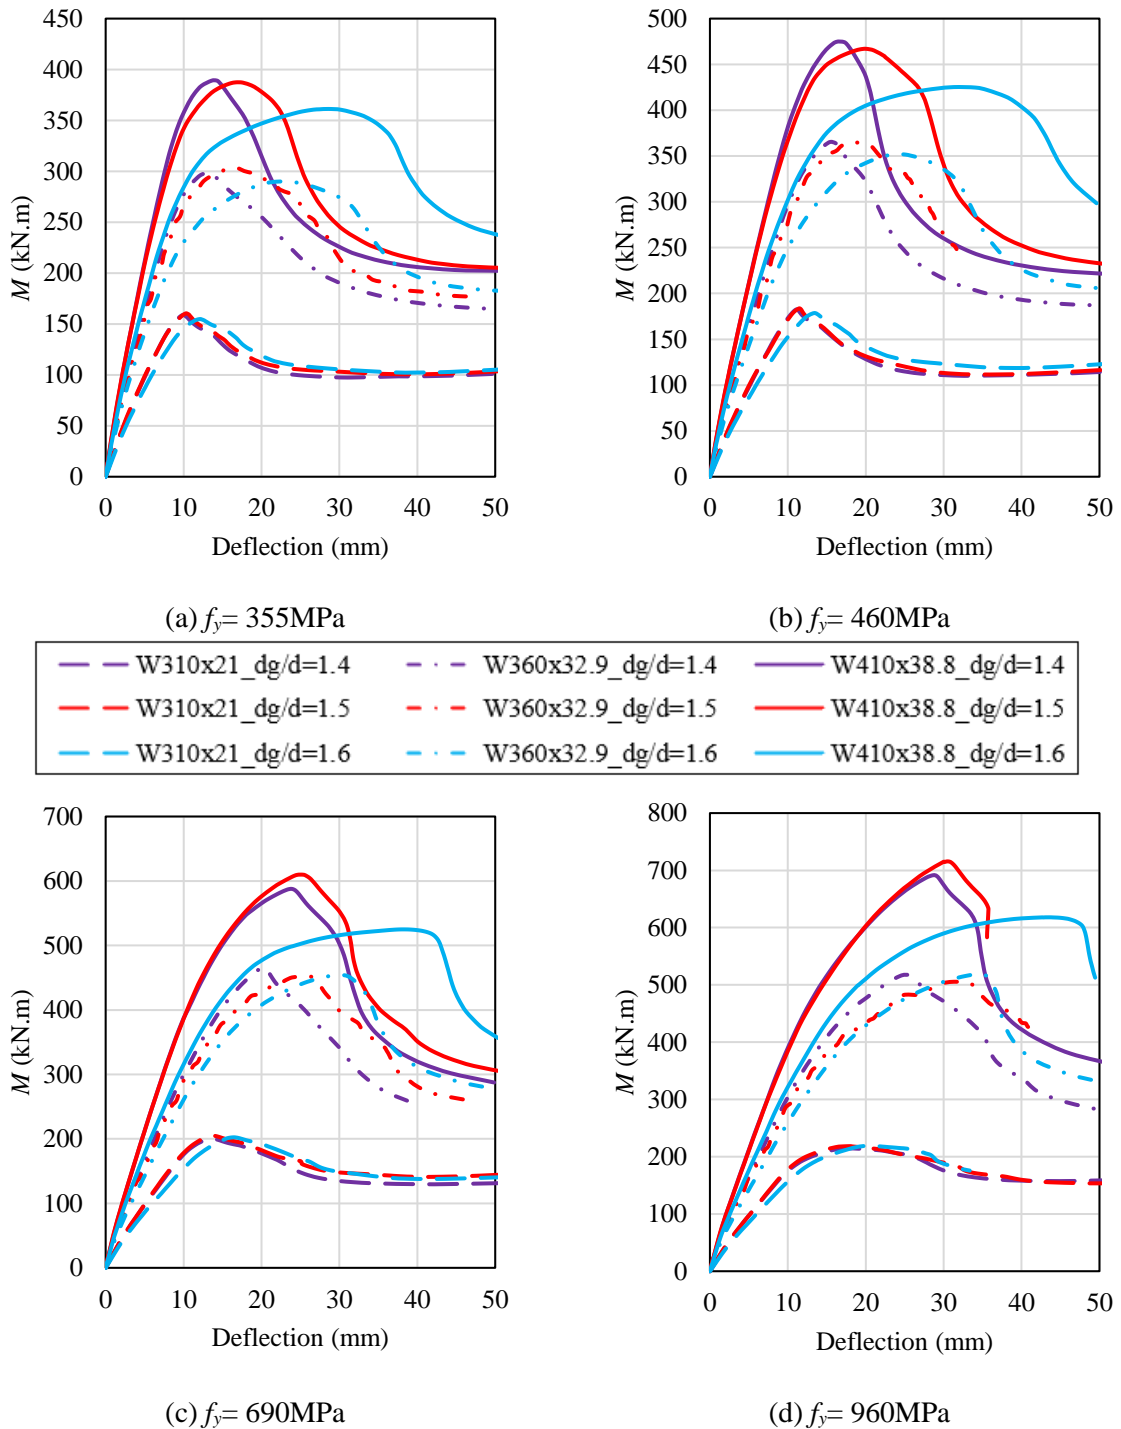 450
400
350
300
250
200
150
100
50
0
M (kN.m)
0 10 20 30 40 50
Deflection (mm)
(a) fy= 355MPa
500
450
400
350
300
250
200
150
100
50
0
M (kN.m)
0 10 20 30 40 50
Deflection (mm)
(b) fy= 460MPa
W310x21_dg/d=1.4 W360x32.9_dg/d=1.4 W410x38.8_dg/d=1.4
W310x21_dg/d=1.5 W360x32.9_dg/d=1.5 W410x38.8_dg/d=1.5
W310x21_dg/d=1.6 W360x32.9_dg/d=1.6 W410x38.8_dg/d=1.6
700
600
500
400
300
200
100
0
M (kN.m)
0 10 20 30 40 50
Deflection (mm)
(c) fy= 690MPa
800
700
600
500
400
300
200
100
0
M (kN.m)
0 10 20 30 40 50
Deflection (mm)
(d) fy= 960MPa